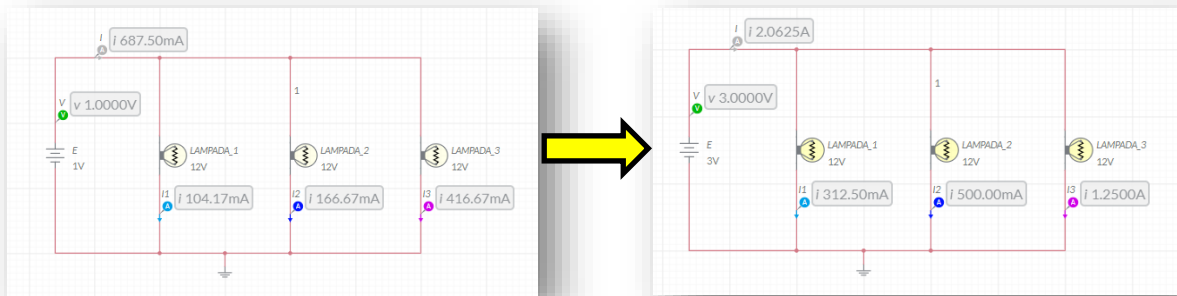 I
i 687.50mA
V
v 1.0000V
1
E
1V
LAMPADA_1
12V
LAMPADA_2
12V
LAMPADA_3
12V
I1
i 104.17mA
I2
i 166.67mA
I3
i 416.67mA
I
i 2.0625A
V
v 3.0000V
1
E
3V
LAMPADA_1
12V
LAMPADA_2
12V
LAMPADA_3
12V
I1
i 312.50mA
I2
i 500.00mA
I3
i 1.2500A